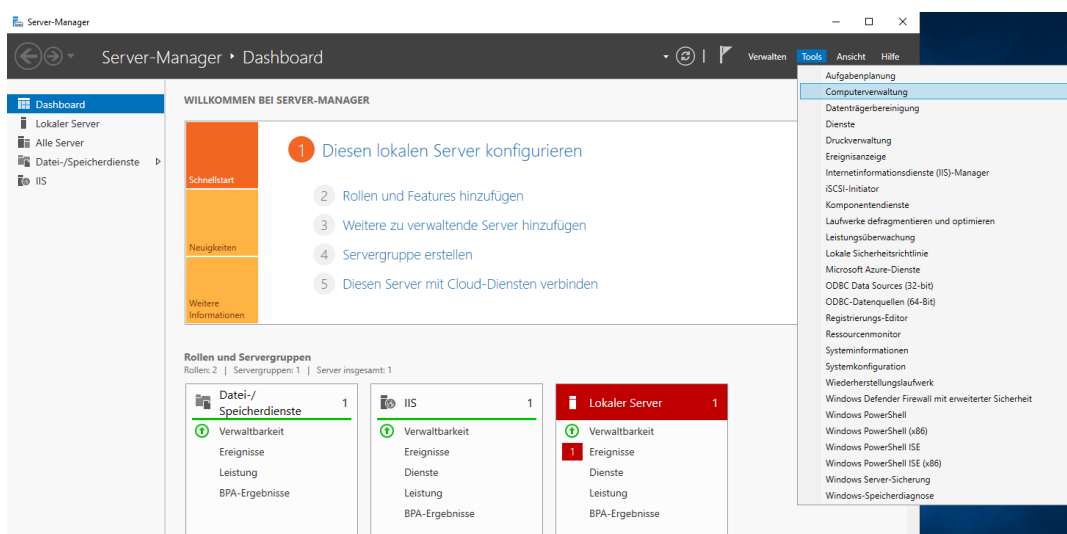 Server-Manager
Server-Manager ‣ Dashboard
Verwalten Tools Ansicht Hilfe
Dashboard
Lokaler Server
Alle Server
Datei-/Speicherdienste
IIS
WILLKOMMEN BEI SERVER-MANAGER
Schnellstart
Neuigkeiten
Weitere
Informationen
1 Diesen lokalen Server konfigurieren
2 Rollen und Features hinzufügen
3 Weitere zu verwaltende Server hinzufügen
4 Servergruppe erstellen
5 Diesen Server mit Cloud-Diensten verbinden
Rollen und Servergruppen
Rollen: 2 | Servergruppen: 1 | Server insgesamt: 1
Datei-/
Speicherdienste 1
Verwaltbarkeit
Ereignisse
Leistung
BPA-Ergebnisse
IIS 1
Verwaltbarkeit
Ereignisse
Dienste
Leistung
BPA-Ergebnisse
Lokaler Server 1
Verwaltbarkeit
1 Ereignisse
Dienste
Leistung
BPA-Ergebnisse
Aufgabenplanung
Computerverwaltung
Datenträgerbereinigung
Dienste
Druckverwaltung
Ereignisanzeige
Internetinformationsdienste (IIS)-Manager
iSCSI-Initiator
Komponentendienste
Laufwerke defragmentieren und optimieren
Leistungsüberwachung
Lokale Sicherheitsrichtlinie
Microsoft Azure-Dienste
ODBC Data Sources (32-bit)
ODBC-Datenquellen (64-Bit)
Registrierungs-Editor
Ressourcenmonitor
Systeminformationen
Systemkonfiguration
Wiederherstellungslaufwerk
Windows Defender Firewall mit erweiterter Sicherheit
Windows PowerShell
Windows PowerShell (x86)
Windows PowerShell ISE
Windows PowerShell ISE (x86)
Windows Server-Sicherung
Windows-Speicherdiagnose